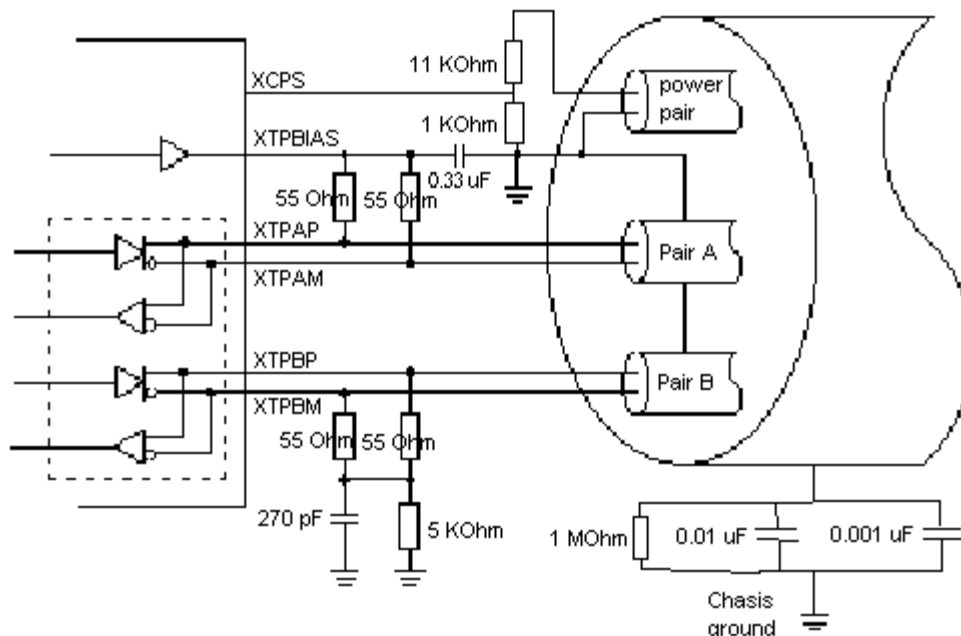 11 KOhm
XCPS
power
pair
1 KOhm
XTPBIAS
0.33 uF
55 Ohm
55 Ohm
XTPAP
Pair A
XTPAM
XTPBP
Pair B
XTPBM
55 Ohm
55 Ohm
270 pF
5 KOhm
1 MOhm
0.01 uF
0.001 uF
Chasis
ground